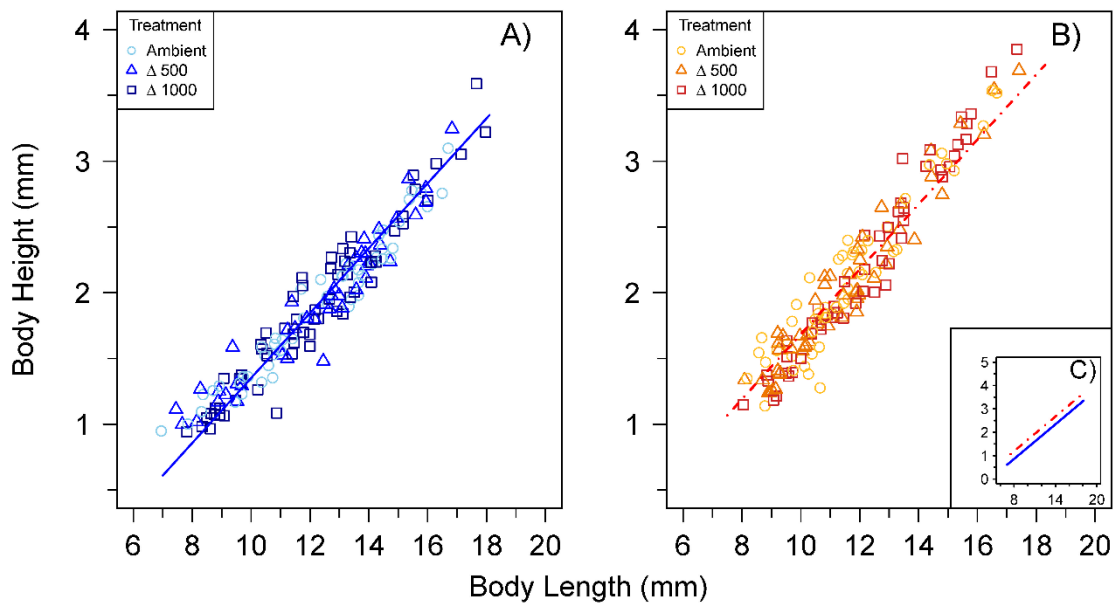 Treatment
Ambient
Δ 500
Δ 1000
A)
4
3
2
1
6 8 10 12 14 16 18 20
Body Height (mm)
Treatment
Ambient
Δ 500
Δ 1000
B)
4
3
2
1
6 8 10 12 14 16 18 20
C)
5
4
3
2
1
0
8 14 20
Body Length (mm)